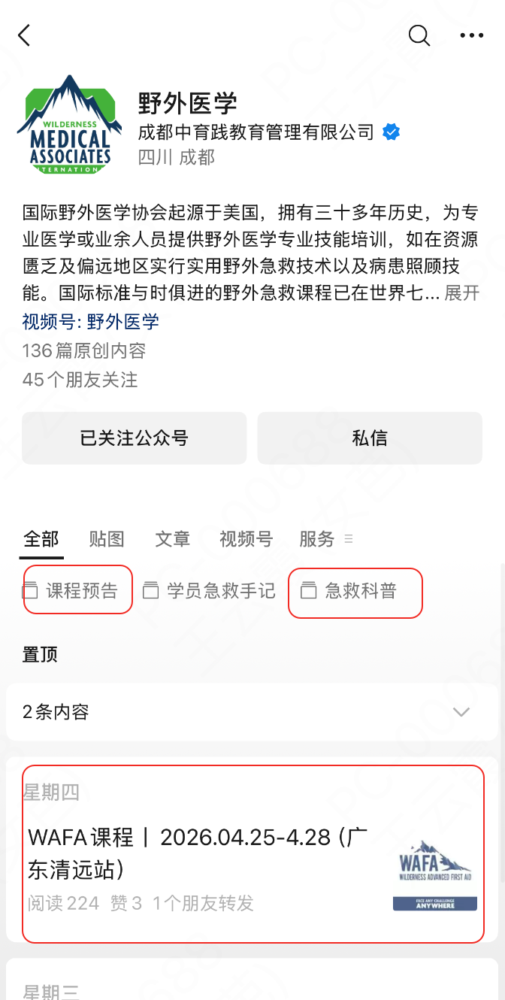 野外医学
WILDERNESS
MEDICAL
ASSOCIATES
INTERNATIONAL
成都中育践教育管理有限公司
四川 成都
国际野外医学协会起源于美国，拥有三十多年历史，为专
业医学或业余人员提供野外医学专业技能培训，如在资源
匮乏及偏远地区实行实用野外急救技术以及病患照顾技
能。国际标准与时俱进的野外急救课程已在世界七... 展开
视频号: 野外医学
136篇原创内容
45个朋友关注
已关注公众号
私信
全部 贴图 文章 视频号 服务
课程预告 学员急救手记 急救科普
置顶
2条内容
星期四
WAFA课程丨 2026.04.25-4.28（广
东清远站）
阅读224 赞3 1个朋友转发
WAFA
WILDERNESS ADVANCED FIRST AID
FACE ANY CHALLENGE
ANYWHERE
星期三